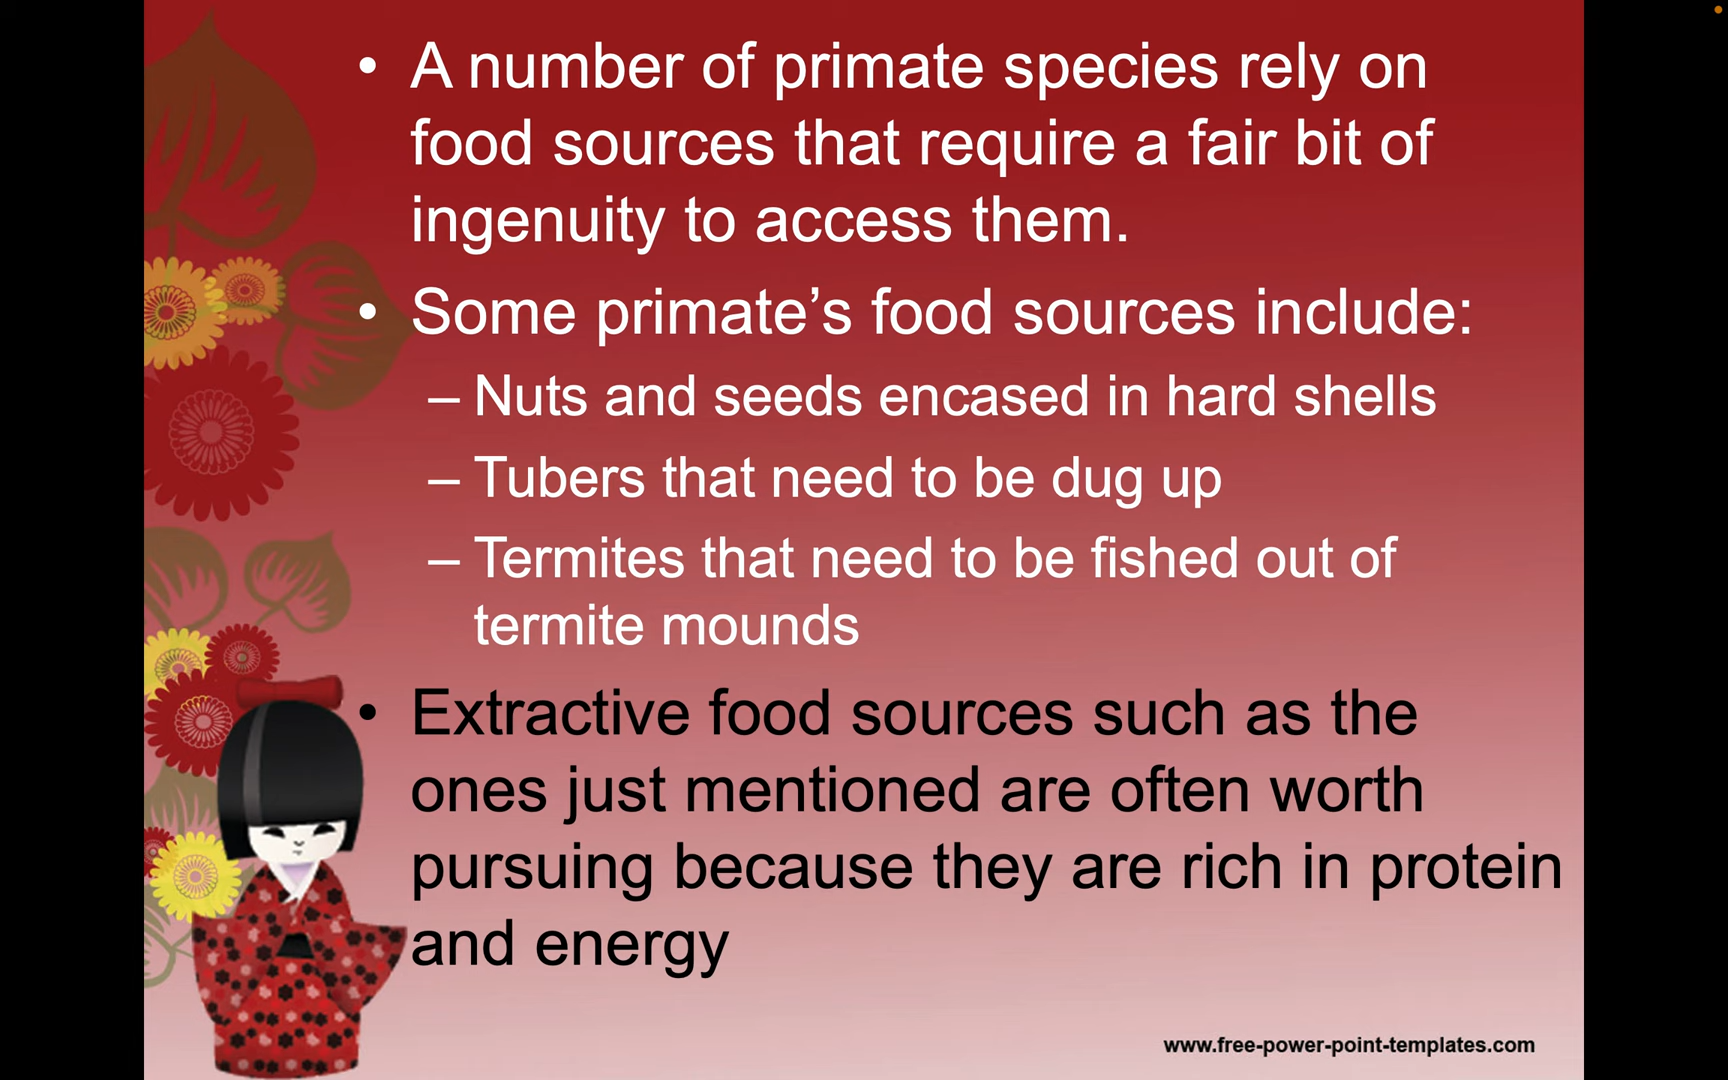 • A number of primate species rely on
food sources that require a fair bit of
ingenuity to access them.
• Some primate’s food sources include:
– Nuts and seeds encased in hard shells
– Tubers that need to be dug up
– Termites that need to be fished out of
termite mounds
• Extractive food sources such as the
ones just mentioned are often worth
pursuing because they are rich in protein
and energy
www.free-power-point-templates.com